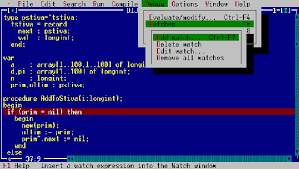 File Edit Search Run Compile Debug Options Window Help
Evaluate/modify... Ctrl-F4
Watches
Add watch... Ctrl-F7
Delete watch
Edit watch...
Remove all watches
type pstiva=^tstiva;
tstiva = record
next : pstiva;
val : longint;
end;
var
a : array[1..100,1..100] of longi
d,pi : array[1..100] of longint;
: longint;
prim,ultim : pstiva;
procedure AddToStiva(i:longint);
begin
if (prim = nil) then
begin
new(prim);
ultim := prim;
prim^.next := nil;
end
else
37:9
F1 Help Insert a watch expression into the Watch window